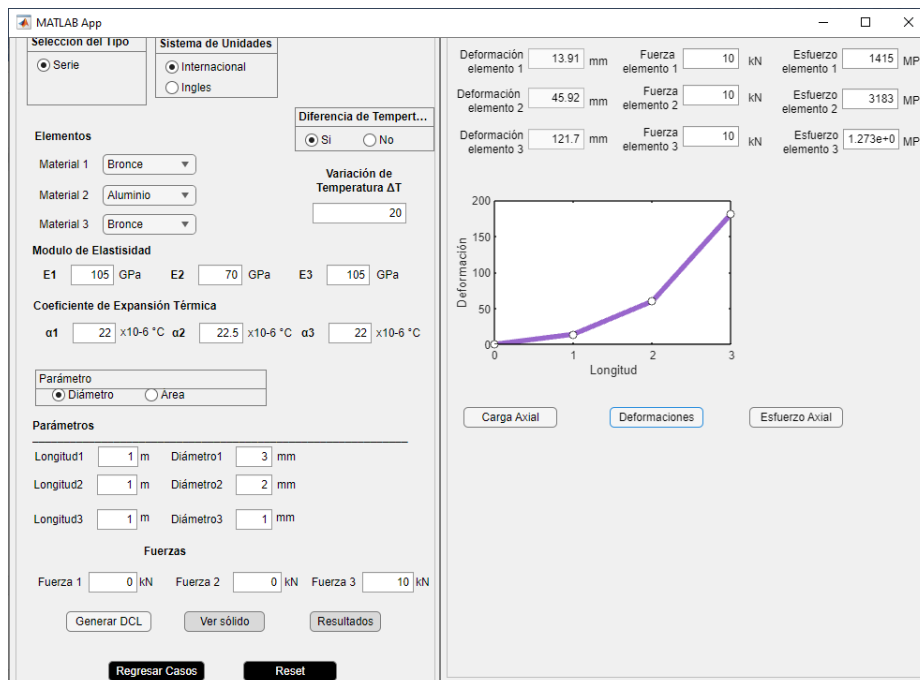 MATLAB App
Selección del Tipo
Serie
Sistema de Unidades
Internacional
Ingles
Diferencia de Tempert...
Si No
Elementos
Material 1 Bronce
Material 2 Aluminio
Material 3 Bronce
Variación de
Temperatura ΔT
20
Modulo de Elastisidad
E1 105 GPa E2 70 GPa E3 105 GPa
Coeficiente de Expansión Térmica
α1 22 x10-6 °C α2 22.5 x10-6 °C α3 22 x10-6 °C
Parámetro
Diámetro Area
Parámetros
Longitud1 1 m Diámetro1 3 mm
Longitud2 1 m Diámetro2 2 mm
Longitud3 1 m Diámetro3 1 mm
Fuerzas
Fuerza 1 0 kN Fuerza 2 0 kN Fuerza 3 10 kN
Generar DCL Ver sólido Resultados
Regresar Casos Reset
Deformación
elemento 1 13.91 mm
Fuerza
elemento 1 10 kN
Esfuerzo
elemento 1 1415 MP
Deformación
elemento 2 45.92 mm
Fuerza
elemento 2 10 kN
Esfuerzo
elemento 2 3183 MP
Deformación
elemento 3 121.7 mm
Fuerza
elemento 3 10 kN
Esfuerzo
elemento 3 1.273e+0 MP
200
150
100
50
0
Deformación
0 1 2 3
Longitud
Carga Axial Deformaciones Esfuerzo Axial